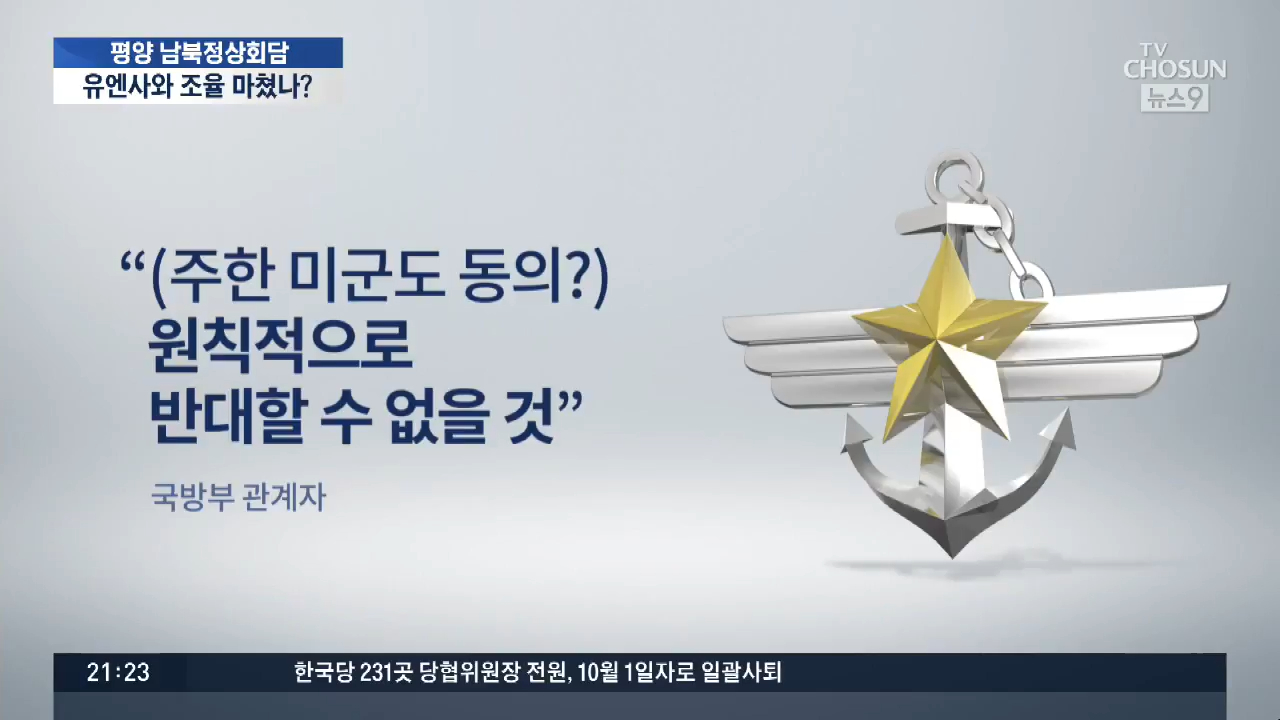 평양 남북정상회담
유엔사와 조율 마쳤나?
TV
CHOSUN
뉴스9
“(주한 미군도 동의?)
원칙적으로
반대할 수 없을 것”
국방부 관계자
21:23
한국당 231곳 당협위원장 전원, 10월 1일자로 일괄사퇴